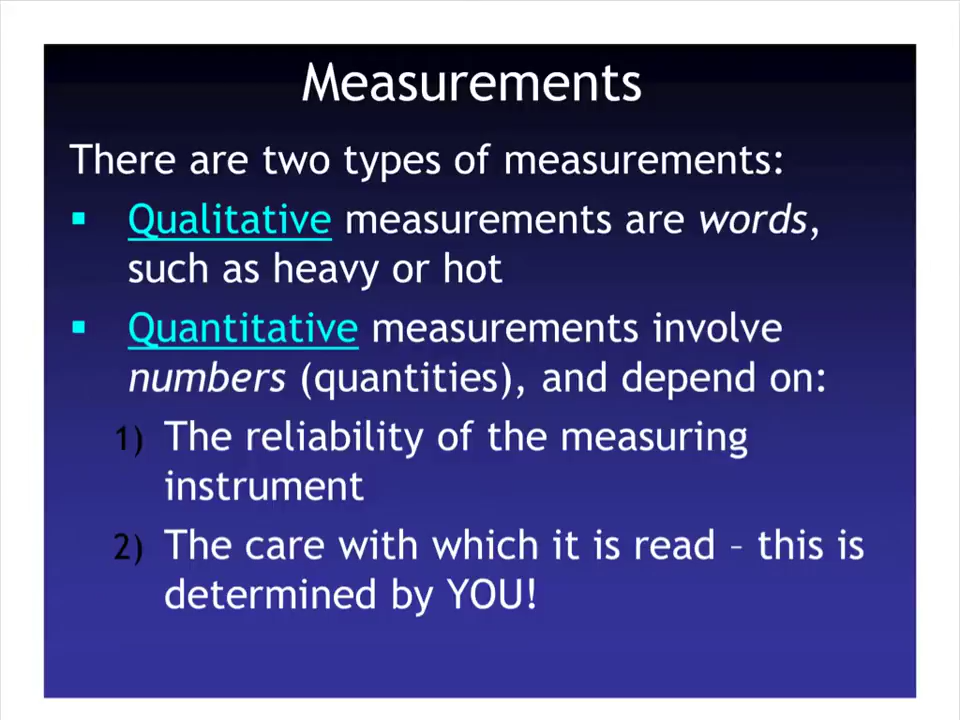 Measurements
There are two types of measurements:
▪ Qualitative measurements are words,
such as heavy or hot
▪ Quantitative measurements involve
numbers (quantities), and depend on:
1) The reliability of the measuring
instrument
2) The care with which it is read – this is
determined by YOU!